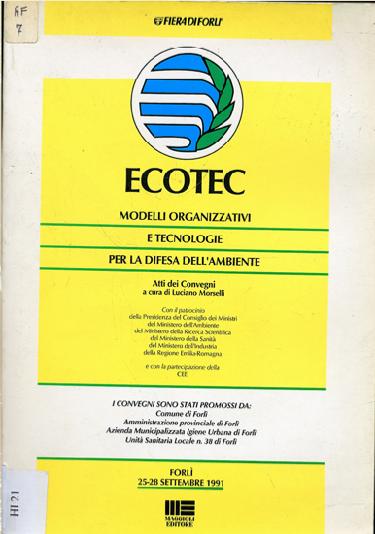 AF
7
FIERA DI FORLI'
ECOTEC
MODELLI ORGANIZZATIVI
E TECNOLOGIE
PER LA DIFESA DELL'AMBIENTE
Atti dei Convegni
a cura di Luciano Morselli
Con il patrocinio
della Presidenza del Consiglio dei Ministri
del Ministero dell'Ambiente
del Ministero della Ricerca Scientifica
del Ministero della Sanità
del Ministero dell'Industria
della Regione Emilia-Romagna
e con la partecipazione della
CEE
I CONVEGNI SONO STATI PROMOSSI DA:
Comune di Forlì
Amministrazione provinciale di Forlì
Azienda Municipalizzata Igiene Urbana di Forlì
Unità Sanitaria Locale n. 38 di Forlì
FORLÌ
25-28 SETTEMBRE 1991
MAGGIOLI
EDITORE
HI 21